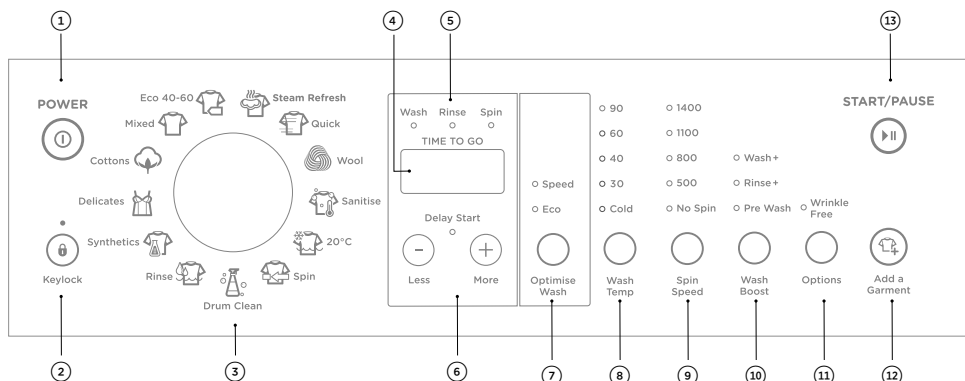 1
4
5
13
POWER
Eco 40-60
Steam Refresh
Mixed
Quick
Cottons
Wool
Delicates
Sanitise
Synthetics
20°C
Rinse
Spin
Drum Clean
Keylock
Wash Rinse Spin
TIME TO GO
Delay Start
Less
More
Speed
Eco
Optimise
Wash
90
60
40
30
Cold
Wash
Temp
1400
1100
800
500
No Spin
Spin
Speed
Wash+
Rinse+
Pre Wash
Wash
Boost
Wrinkle
Free
Options
START/PAUSE
Add a
Garment
2
3
6
7
8
9
10
11
12